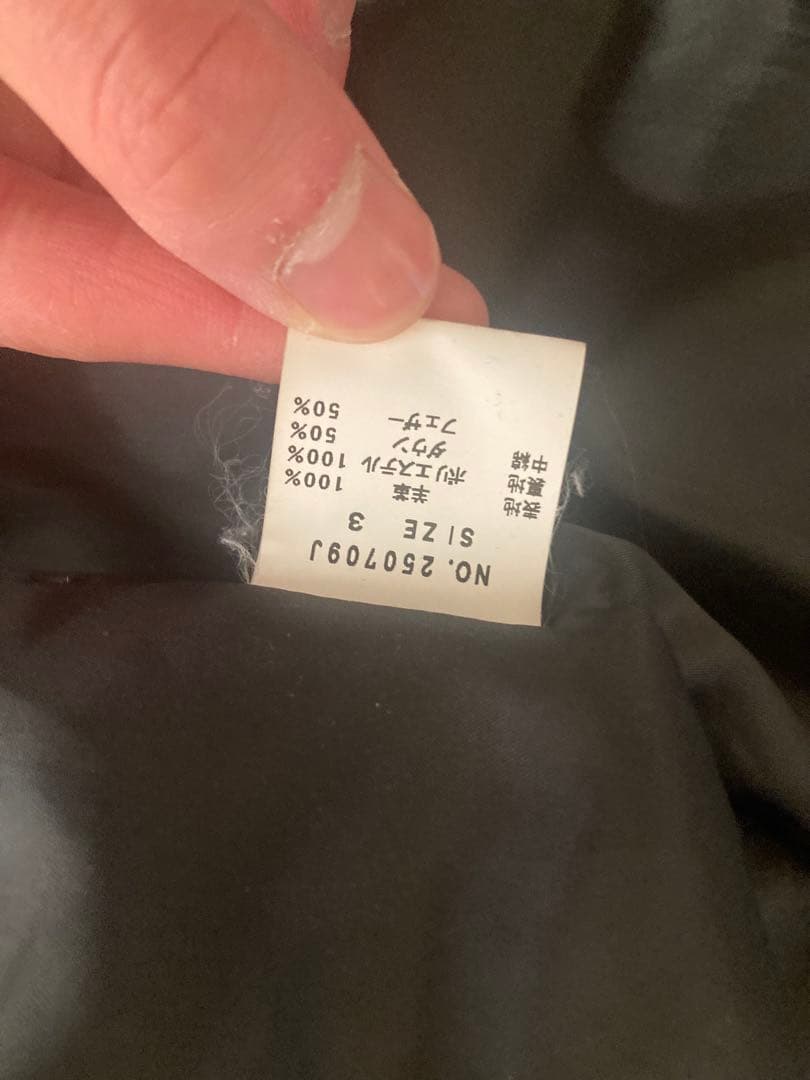 NO. 250709J
SIZE 3
表地 羊革 100%
裏地 ポリエステル 100%
中綿 ダウン 50%
フェザー 50%